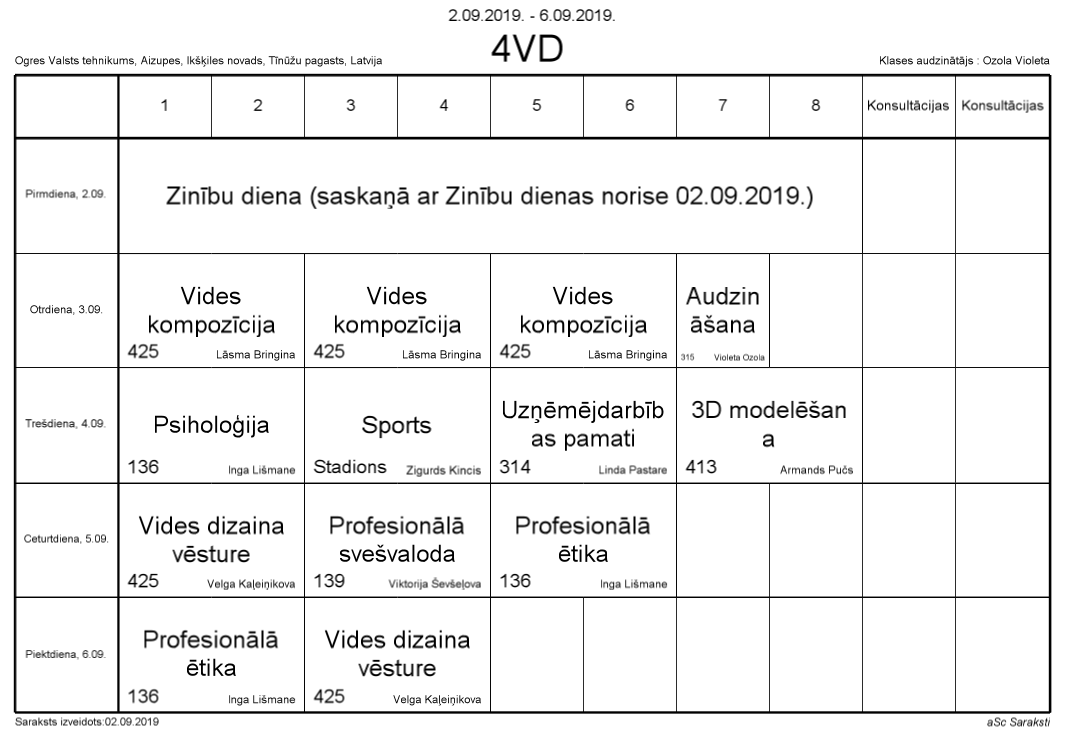 2.09.2019. - 6.09.2019.
4VD
Ogres Valsts tehnikums, Aizupes, Ikšķiles novads, Tīnūžu pagasts, Latvija
Klases audzinātājs : Ozola Violeta
1 2 3 4 5 6 7 8 Konsultācijas Konsultācijas
Pirmdiena, 2.09.
Zinību diena (saskaņā ar Zinību dienas norise 02.09.2019.)
Otrdiena, 3.09.
Vides
kompozīcija
425 Lāsma Bringina
Vides
kompozīcija
425 Lāsma Bringina
Vides
kompozīcija
425 Lāsma Bringina
Audzin
āšana
315 Violeta Ozola
Trešdiena, 4.09.
Psiholoģija
136 Inga Lišmane
Sports
Stadions Zigurds Kincis
Uzņēmējdarbīb
as pamati
314 Linda Pastare
3D modelēšan
a
413 Armands Pučs
Ceturtdiena, 5.09.
Vides dizaina
vēsture
425 Velga Kaļeiņikova
Profesionālā
svešvaloda
139 Viktorija Ševšeļova
Profesionālā
ētika
136 Inga Lišmane
Piektdiena, 6.09.
Profesionālā
ētika
136 Inga Lišmane
Vides dizaina
vēsture
425 Velga Kaļeiņikova
Saraksts izveidots:02.09.2019
aSc Saraksti